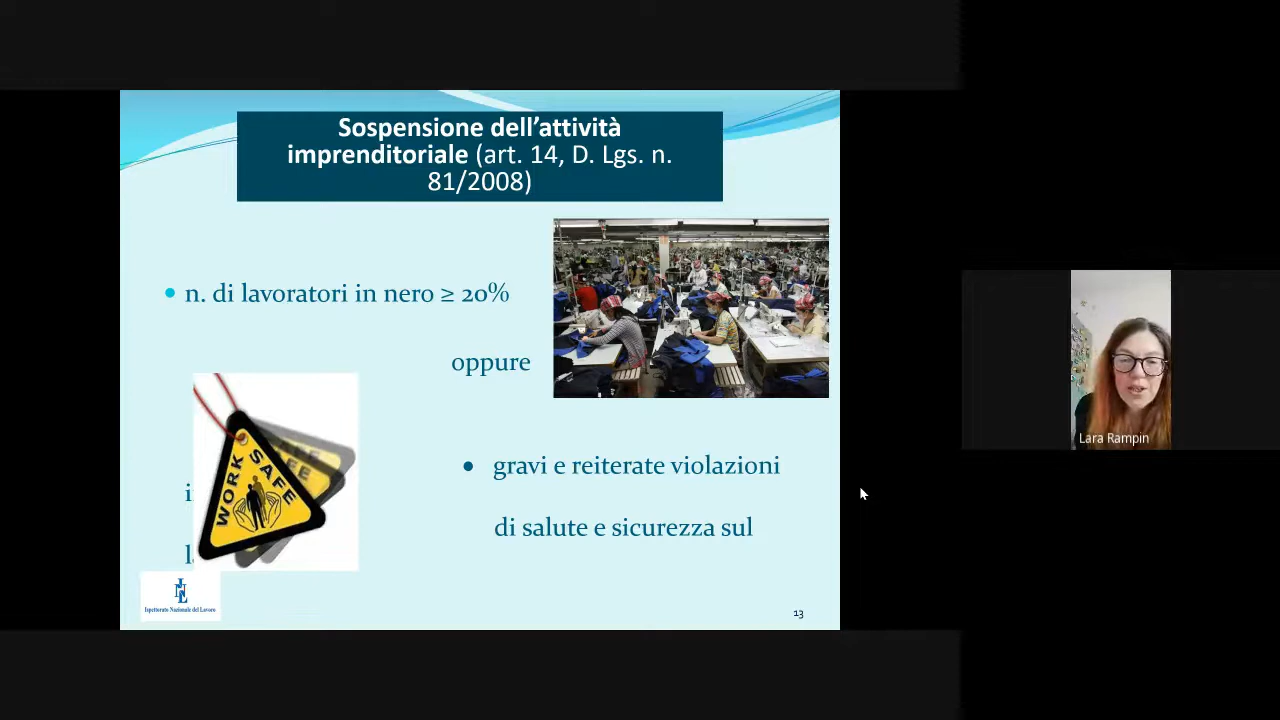 Sospensione dell'attività
imprenditoriale (art. 14, D. Lgs. n.
81/2008)
• n. di lavoratori in nero ≥ 20%
oppure
• gravi e reiterate violazioni
di salute e sicurezza sul
WORK SAFE
Ispettorato Nazionale del Lavoro
13
Lara Rampin